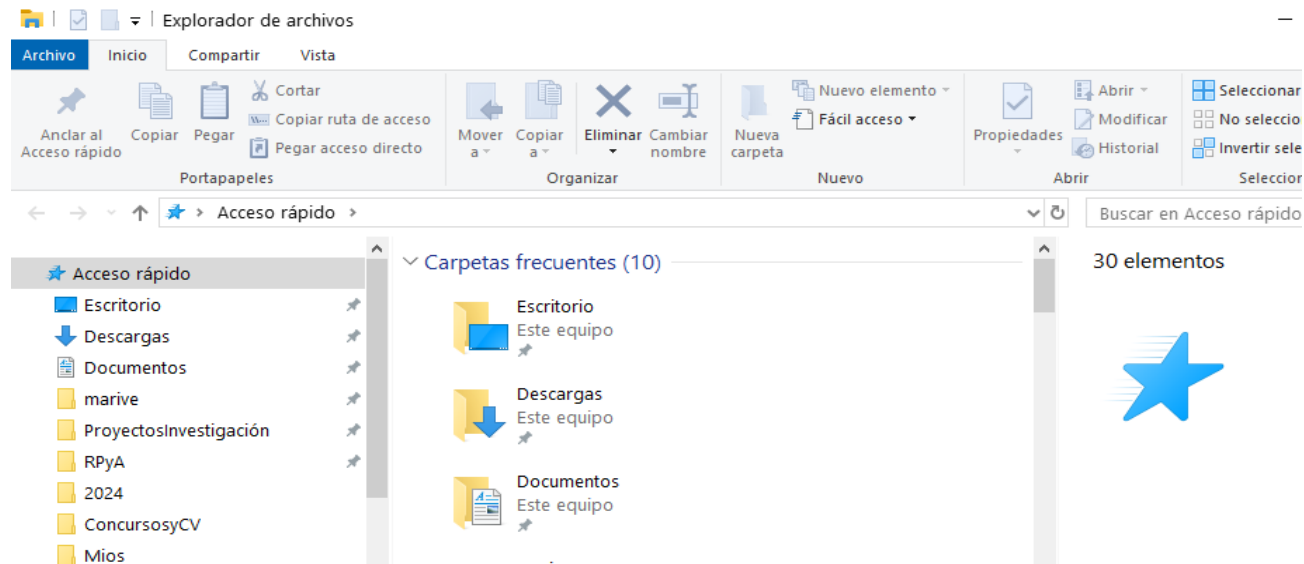 Explorador de archivos
Archivo Inicio Compartir Vista
Anclar al Acceso rápido
Copiar
Pegar
Cortar
Copiar ruta de acceso
Pegar acceso directo
Portapapeles
Mover a
Copiar a
Eliminar
Cambiar nombre
Organizar
Nueva carpeta
Nuevo elemento
Fácil acceso
Nuevo
Propiedades
Abrir
Modificar
Historial
Abrir
Seleccionar
No seleccio
Invertir sele
Seleccior
Acceso rápido
Buscar en Acceso rápido
Acceso rápido
Escritorio
Descargas
Documentos
marive
ProyectosInvestigación
RPyA
2024
ConcursosyCV
Mios
Carpetas frecuentes (10)
Escritorio
Este equipo
Descargas
Este equipo
Documentos
Este equipo
30 elementos